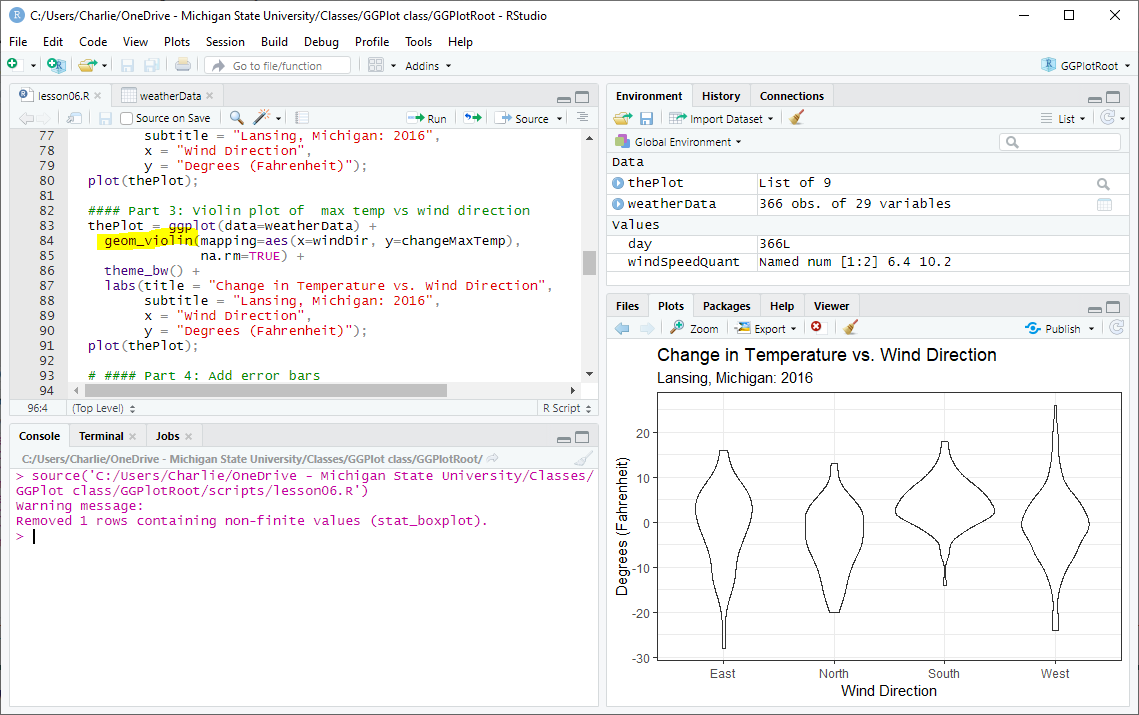 C:/Users/Charlie/OneDrive - Michigan State University/Classes/GGPlot class/GGPlotRoot - RStudio
File Edit Code View Plots Session Build Debug Profile Tools Help
Go to file/function Addins GGPlotRoot
lesson06.R weatherData
Source on Save Run Source
77 subtitle = "Lansing, Michigan: 2016",
78 x = "Wind Direction",
79 y = "Degrees (Fahrenheit)");
80 plot(thePlot);
81
82 #### Part 3: Violin plot of  max temp vs wind direction
83 thePlot = ggplot(data=weatherData) +
84 geom_violin(mapping=aes(x=windDir, y=changeMaxTemp),
85 na.rm=TRUE) +
86 theme_bw() +
87 labs(title = "Change in Temperature vs. Wind Direction",
88 subtitle = "Lansing, Michigan: 2016",
89 x = "Wind Direction",
90 y = "Degrees (Fahrenheit)");
91 plot(thePlot);
92
93 # #### Part 4: Add error bars
94
96:4 (Top Level) R Script
Console Terminal Jobs
C:/Users/Charlie/OneDrive - Michigan State University/Classes/GGPlot class/GGPlotRoot/
> source('C:/Users/Charlie/OneDrive - Michigan State University/Classes/
GGPlot class/GGPlotRoot/scripts/lesson06.R')
Warning message:
Removed 1 rows containing non-finite values (stat_boxplot).
>
Environment History Connections
Import Dataset List
Global Environment
Data
thePlot List of 9
weatherData 366 obs. of 29 variables
Values
day 366L
windSpeedQuant Named num [1:2] 6.4 10.2
Files Plots Packages Help Viewer
Zoom Export Publish
Change in Temperature vs. Wind Direction
Lansing, Michigan: 2016
Degrees (Fahrenheit)
20
10
0
-10
-20
-30
East North South West
Wind Direction